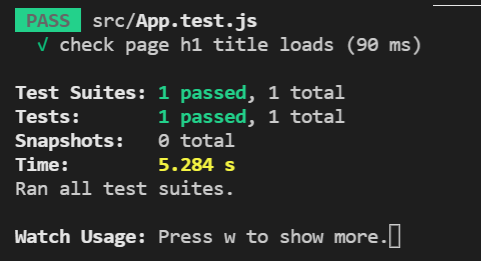 PASS src/App.test.js
√ check page h1 title loads (90 ms)
Test Suites: 1 passed, 1 total
Tests: 1 passed, 1 total
Snapshots: 0 total
Time: 5.284 s
Ran all test suites.
Watch Usage: Press w to show more.